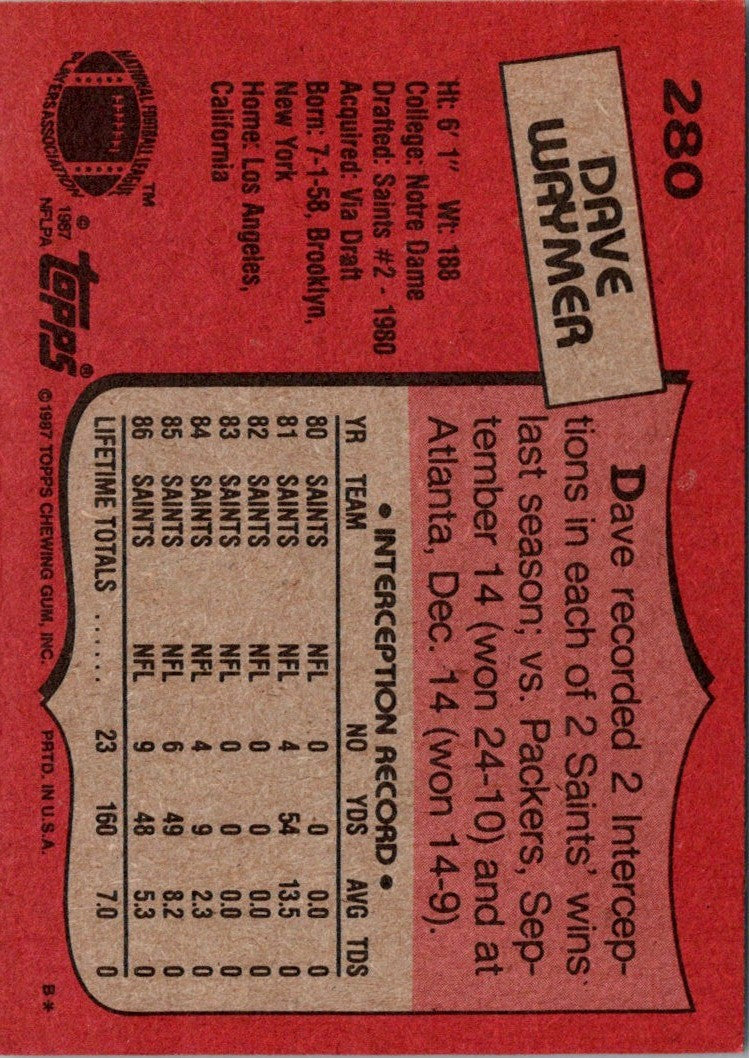 280
DAVE
WAYMER
Ht: 6' 1" Wt: 188
College: Notre Dame
Drafted: Saints #2 - 1980
Acquired: Via Draft
Born: 7-1-58, Brooklyn,
New York
Home: Los Angeles,
California
NATIONAL FOOTBALL LEAGUE
PLAYERS ASSOCIATION
™
© 1987
NFLPA
topps®
Dave recorded 2 Intercep-
tions in each of 2 Saints' wins
last season; vs. Packers, Sep-
tember 14 (won 24-10) and at
Atlanta, Dec. 14 (won 14-9).
• INTERCEPTION RECORD •
YR TEAM NO YDS AVG TDS
80 SAINTS NFL 0 0 0.0 0
81 SAINTS NFL 4 54 13.5 0
82 SAINTS NFL 0 0 0.0 0
83 SAINTS NFL 0 0 0.0 0
84 SAINTS NFL 4 9 2.3 0
85 SAINTS NFL 6 49 8.2 0
86 SAINTS NFL 9 48 5.3 0
LIFETIME TOTALS ...... 23 160 7.0 0
©1987 TOPPS CHEWING GUM, INC. PRTD. IN U.S.A. B*